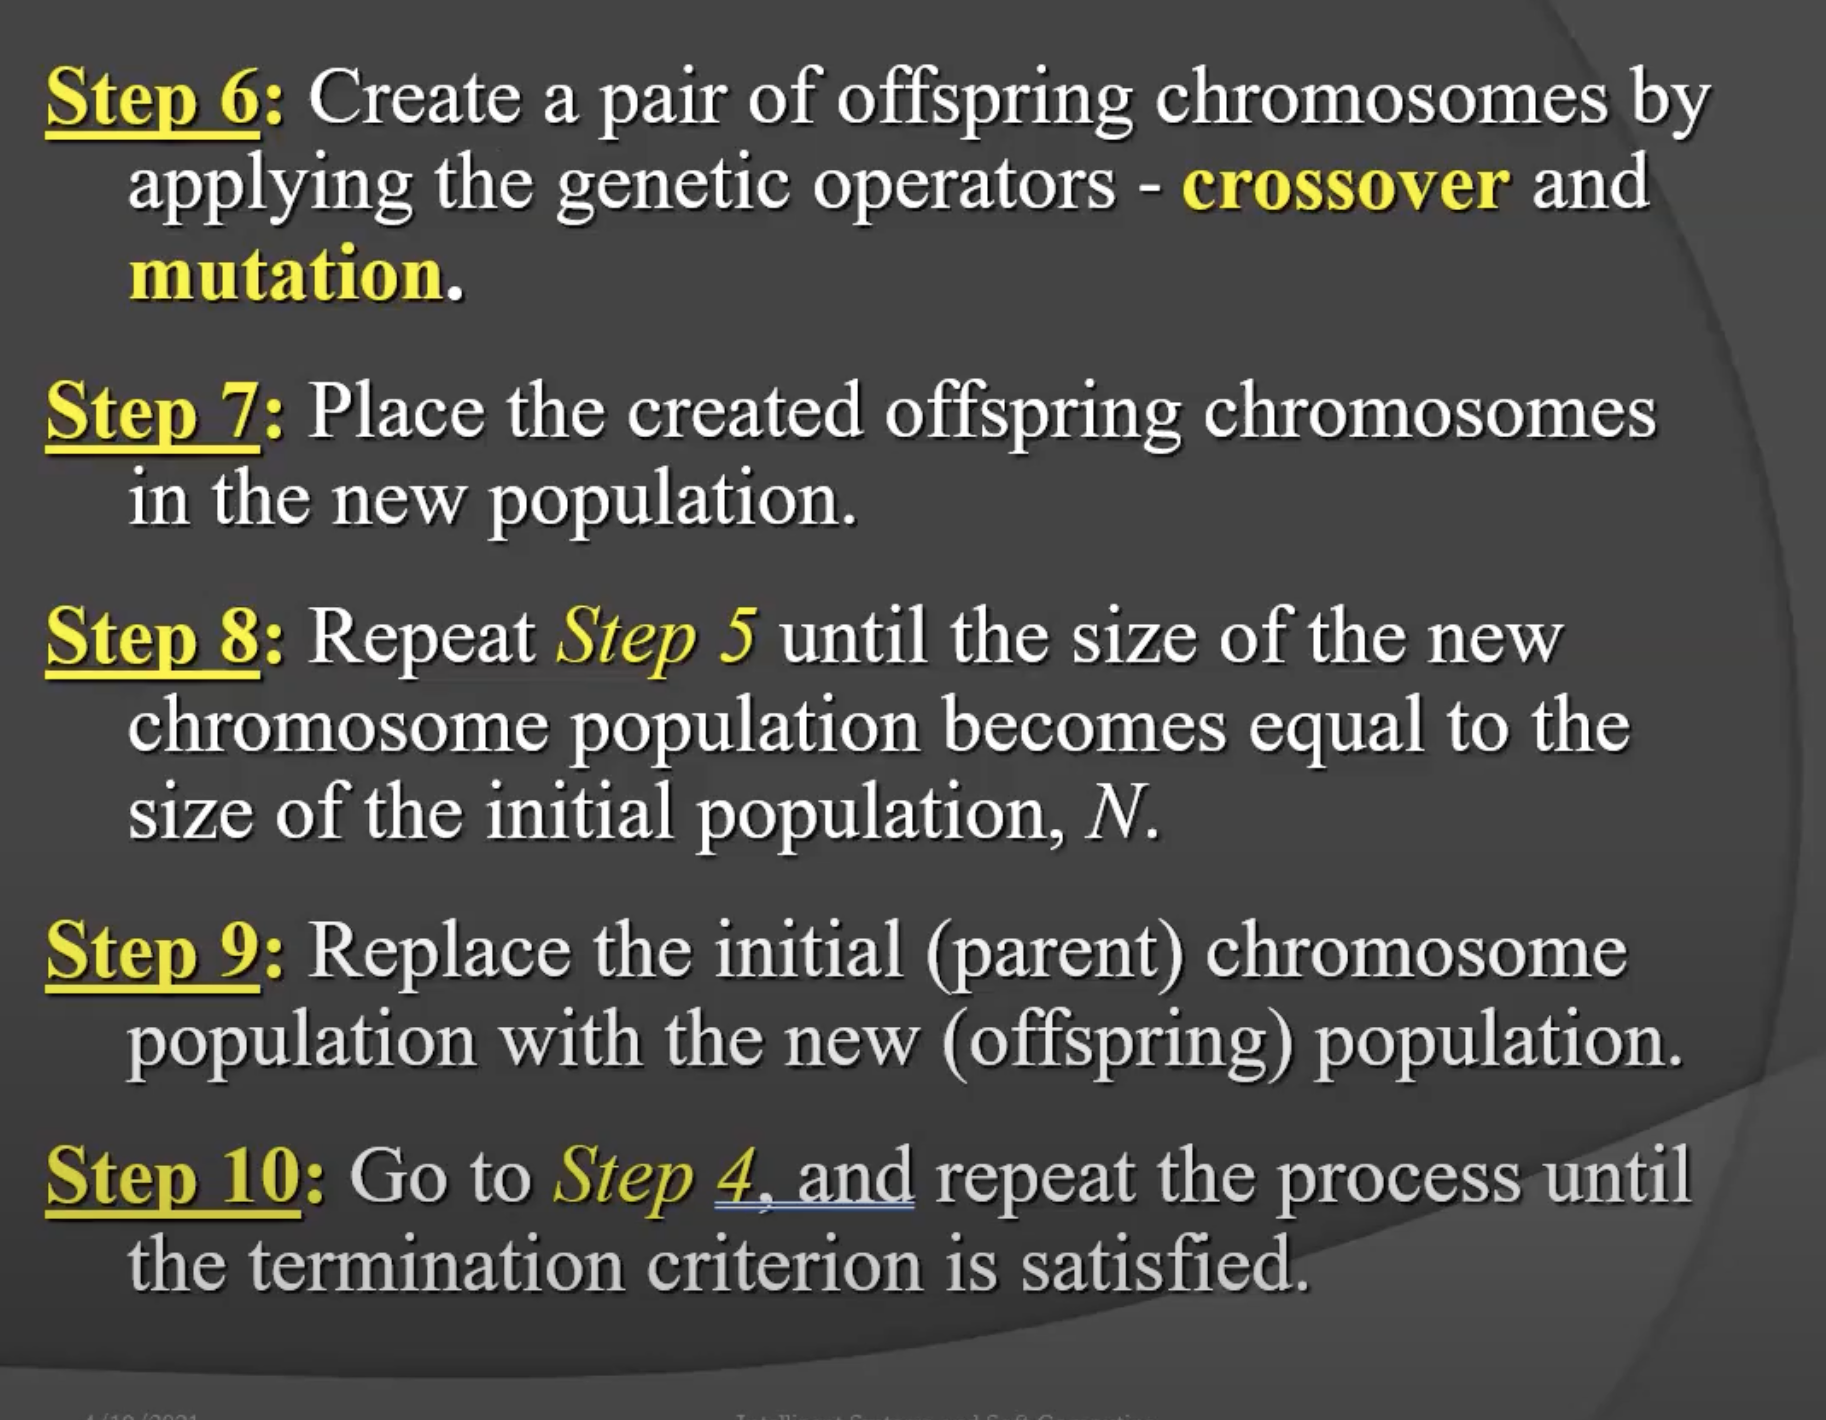 Step 6: Create a pair of offspring chromosomes by
applying the genetic operators - crossover and
mutation.
Step 7: Place the created offspring chromosomes
in the new population.
Step 8: Repeat Step 5 until the size of the new
chromosome population becomes equal to the
size of the initial population, N.
Step 9: Replace the initial (parent) chromosome
population with the new (offspring) population.
Step 10: Go to Step 4, and repeat the process until
the termination criterion is satisfied.